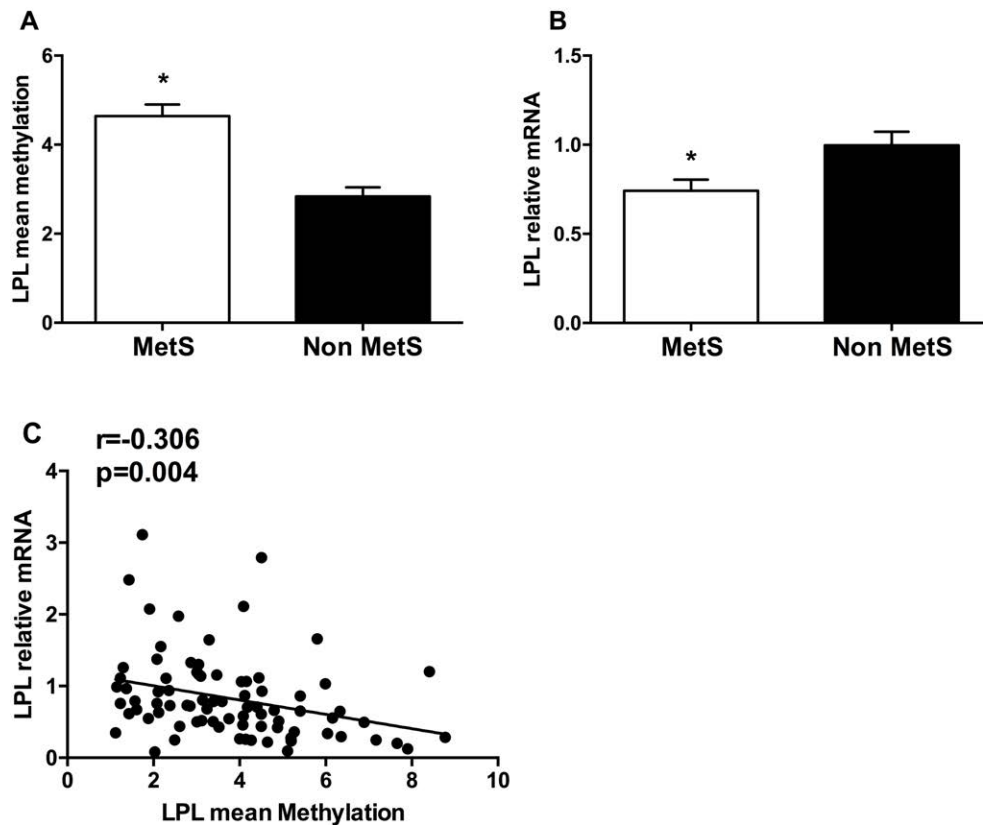 A
LPL mean methylation
6
4
2
0
*
MetS
Non MetS
B
LPL relative mRNA
1.5
1.0
0.5
0.0
*
MetS
Non MetS
C
r=-0.306
p=0.004
LPL relative mRNA
4
3
2
1
0
0 2 4 6 8 10
LPL mean Methylation